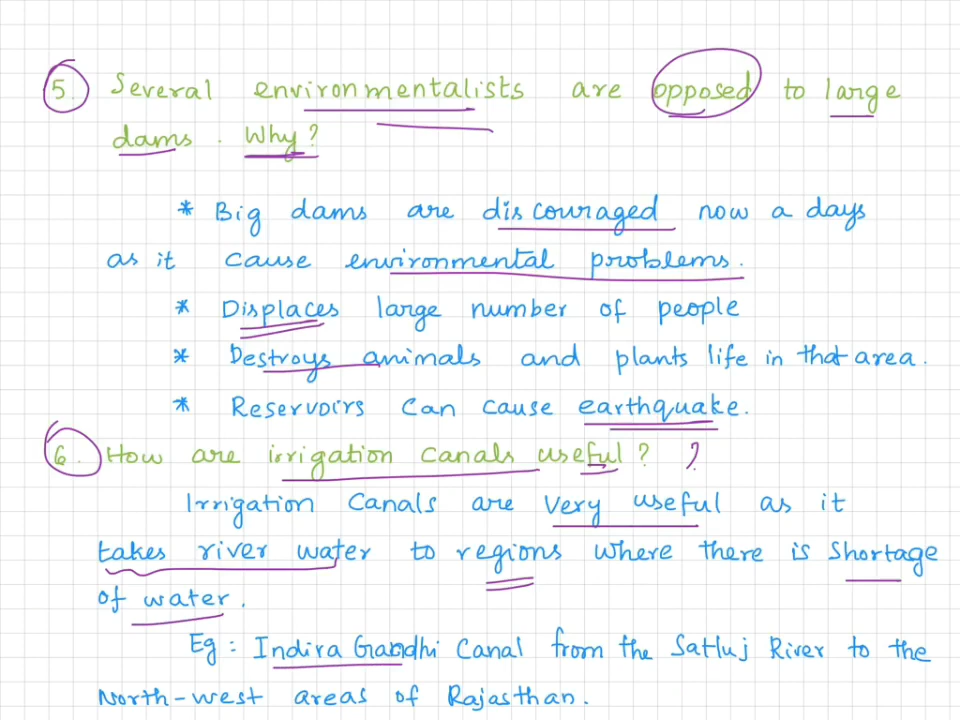 5. Several environmentalists are opposed to large
dams. Why?
* Big dams are discouraged now a days
as it cause environmental problems.
* Displaces large number of people
* Destroys animals and plants life in that area.
* Reservoirs can cause earthquake.
6. How are irrigation canals useful? ?
Irrigation Canals are very useful as it
takes river water to regions where there is shortage
of water.
Eg: Indira Gandhi Canal from the Satluj River to the
North-west areas of Rajasthan.